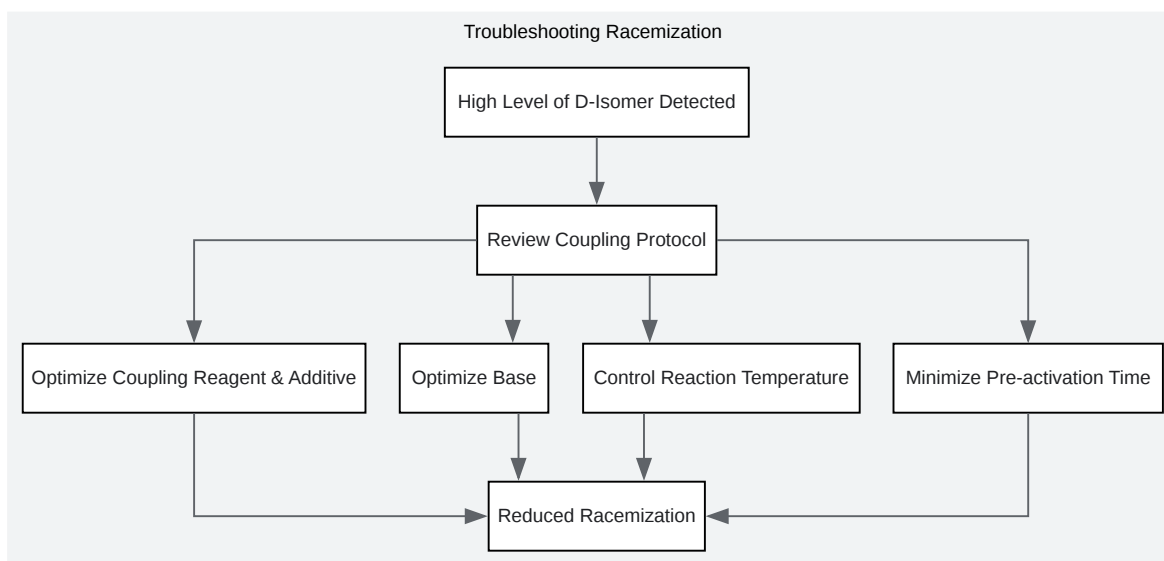 Troubleshooting Racemization
High Level of D-Isomer Detected
Review Coupling Protocol
Optimize Coupling Reagent & Additive
Optimize Base
Control Reaction Temperature
Minimize Pre-activation Time
Reduced Racemization